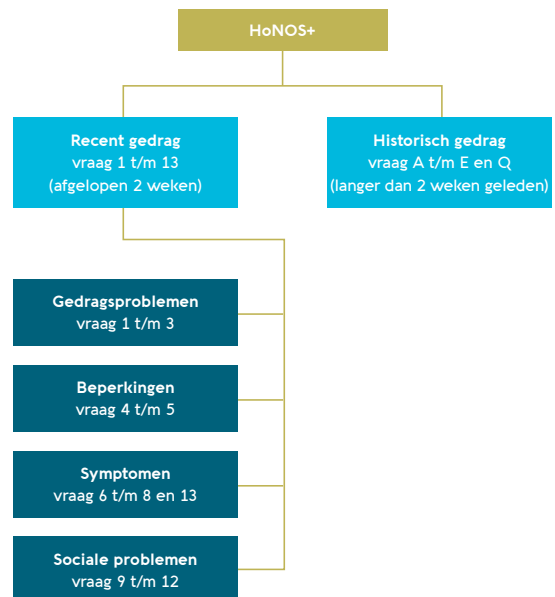 HoNOS+
Recent gedrag
vraag 1 t/m 13
(afgelopen 2 weken)
Historisch gedrag
vraag A t/m E en Q
(langer dan 2 weken geleden)
Gedragsproblemen
vraag 1 t/m 3
Beperkingen
vraag 4 t/m 5
Symptomen
vraag 6 t/m 8 en 13
Sociale problemen
vraag 9 t/m 12